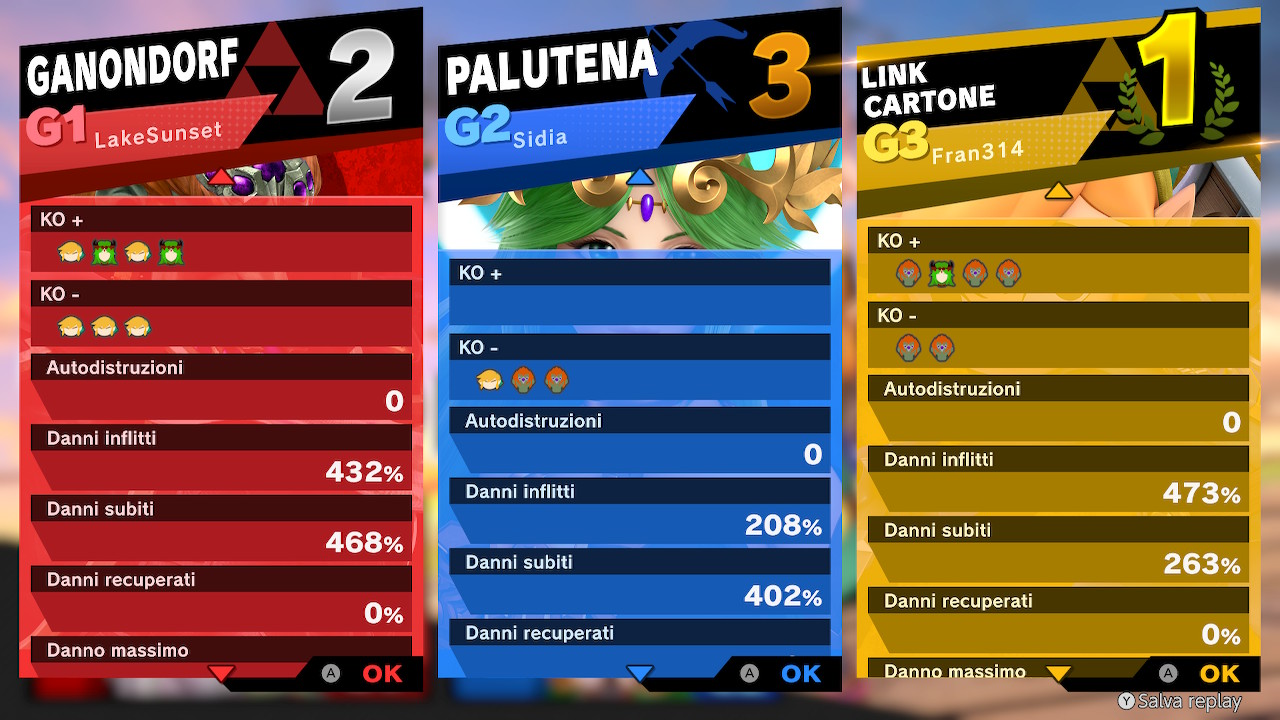 GANONDORF
2
G1 LakeSunset
KO +
KO -
Autodistruzioni
0
Danni inflitti
432%
Danni subiti
468%
Danni recuperati
0%
Danno massimo
A OK
PALUTENA
3
G2 Sidia
KO +
KO -
Autodistruzioni
0
Danni inflitti
208%
Danni subiti
402%
Danni recuperati
A OK
LINK
CARTONE
1
G3 Fran314
KO +
KO -
Autodistruzioni
0
Danni inflitti
473%
Danni subiti
263%
Danni recuperati
0%
Danno massimo
A OK
Y Salva replay